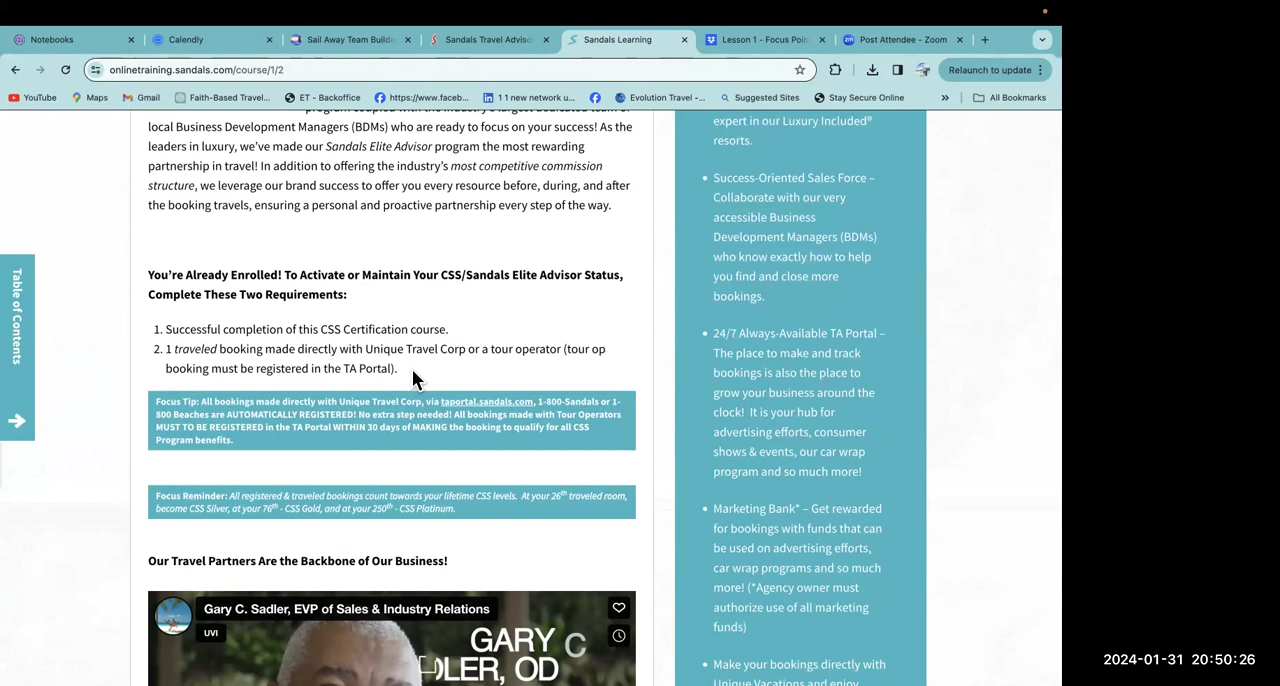 Notebooks
Calendly
Sail Away Team Builde
Sandals Travel Adviso
Sandals Learning
Lesson 1 - Focus Poin
Post Attendee - Zoom
onlinetraining.sandals.com/course/1/2
Relaunch to update
YouTube
Maps
Gmail
Faith-Based Travel...
ET - Backoffice
https://www.faceb...
1 1 new network u...
Evolution Travel -...
Suggested Sites
Stay Secure Online
»
All Bookmarks
local Business Development Managers (BDMs) who are ready to focus on your success! As the
leaders in luxury, we've made our Sandals Elite Advisor program the most rewarding
partnership in travel! In addition to offering the industry's most competitive commission
structure, we leverage our brand success to offer you every resource before, during, and after
the booking travels, ensuring a personal and proactive partnership every step of the way.
You're Already Enrolled! To Activate or Maintain Your CSS/Sandals Elite Advisor Status,
Complete These Two Requirements:
1. Successful completion of this CSS Certification course.
2. 1 traveled booking made directly with Unique Travel Corp or a tour operator (tour op
booking must be registered in the TA Portal).
Focus Tip: All bookings made directly with Unique Travel Corp, via taportal.sandals.com, 1-800-Sandals or 1-
800 Beaches are AUTOMATICALLY REGISTERED! No extra step needed! All bookings made with Tour Operators
MUST TO BE REGISTERED in the TA Portal WITHIN 30 days of MAKING the booking to qualify for all CSS
Program benefits.
Focus Reminder: All registered & traveled bookings count towards your lifetime CSS levels. At your 26th traveled room,
become CSS Silver, at your 76th - CSS Gold, and at your 250th - CSS Platinum.
Our Travel Partners Are the Backbone of Our Business!
Gary C. Sadler, EVP of Sales & Industry Relations
UVI
GARY C
DLER, OD
Table of Contents
expert in our Luxury Included®
resorts.
• Success-Oriented Sales Force –
Collaborate with our very
accessible Business
Development Managers (BDMs)
who know exactly how to help
you find and close more
bookings.
• 24/7 Always-Available TA Portal –
The place to make and track
bookings is also the place to
grow your business around the
clock! It is your hub for
advertising efforts, consumer
shows & events, our car wrap
program and so much more!
• Marketing Bank* – Get rewarded
for bookings with funds that can
be used on advertising efforts,
car wrap programs and so much
more! (*Agency owner must
authorize use of all marketing
funds)
• Make your bookings directly with
Unique Vacations and enjoy
2024-01-31 20:50:26